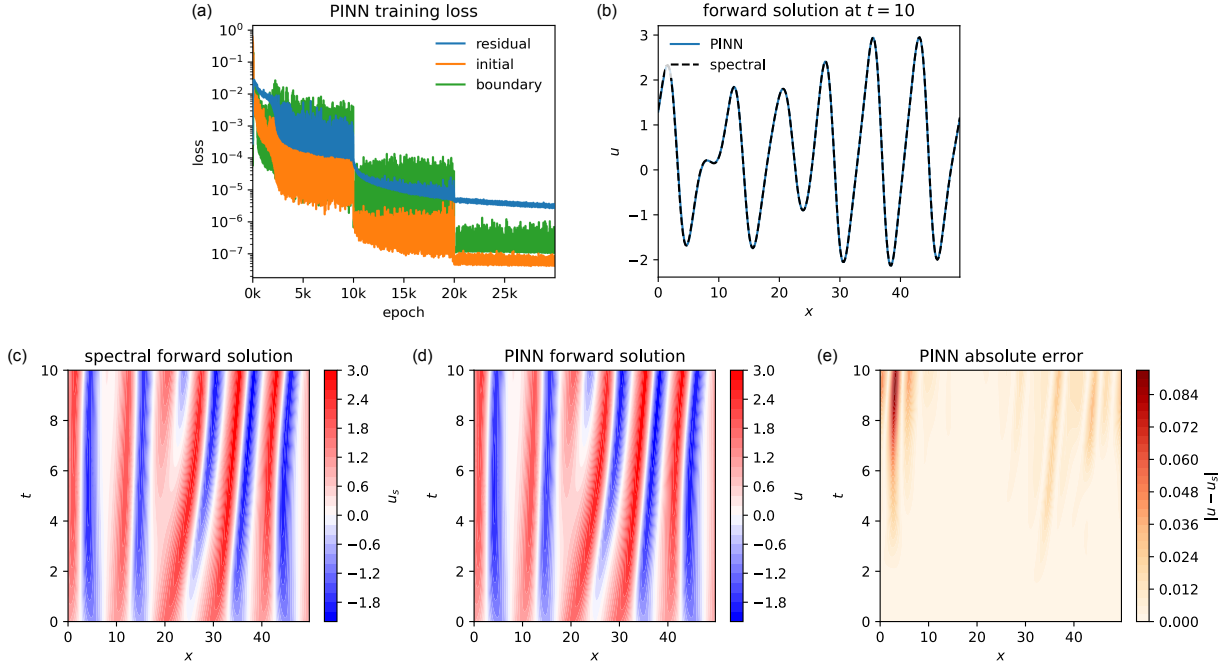 (a) PINN training loss
10^0
10^-1
10^-2
10^-3
10^-4
10^-5
10^-6
10^-7
loss
residual
initial
boundary
0k 5k 10k 15k 20k 25k
epoch
(b) forward solution at t = 10
3
2
1
0
−1
−2
u
PINN
spectral
0 10 20 30 40
x
(c) spectral forward solution
10
8
6
4
2
0
t
0 10 20 30 40
x
3.0
2.4
1.8
1.2
0.6
0.0
−0.6
−1.2
−1.8
u_s
(d) PINN forward solution
10
8
6
4
2
0
t
0 10 20 30 40
x
3.0
2.4
1.8
1.2
0.6
0.0
−0.6
−1.2
−1.8
u
(e) PINN absolute error
10
8
6
4
2
0
t
0 10 20 30 40
x
0.084
0.072
0.060
0.048
0.036
0.024
0.012
0.000
|u − u_s|